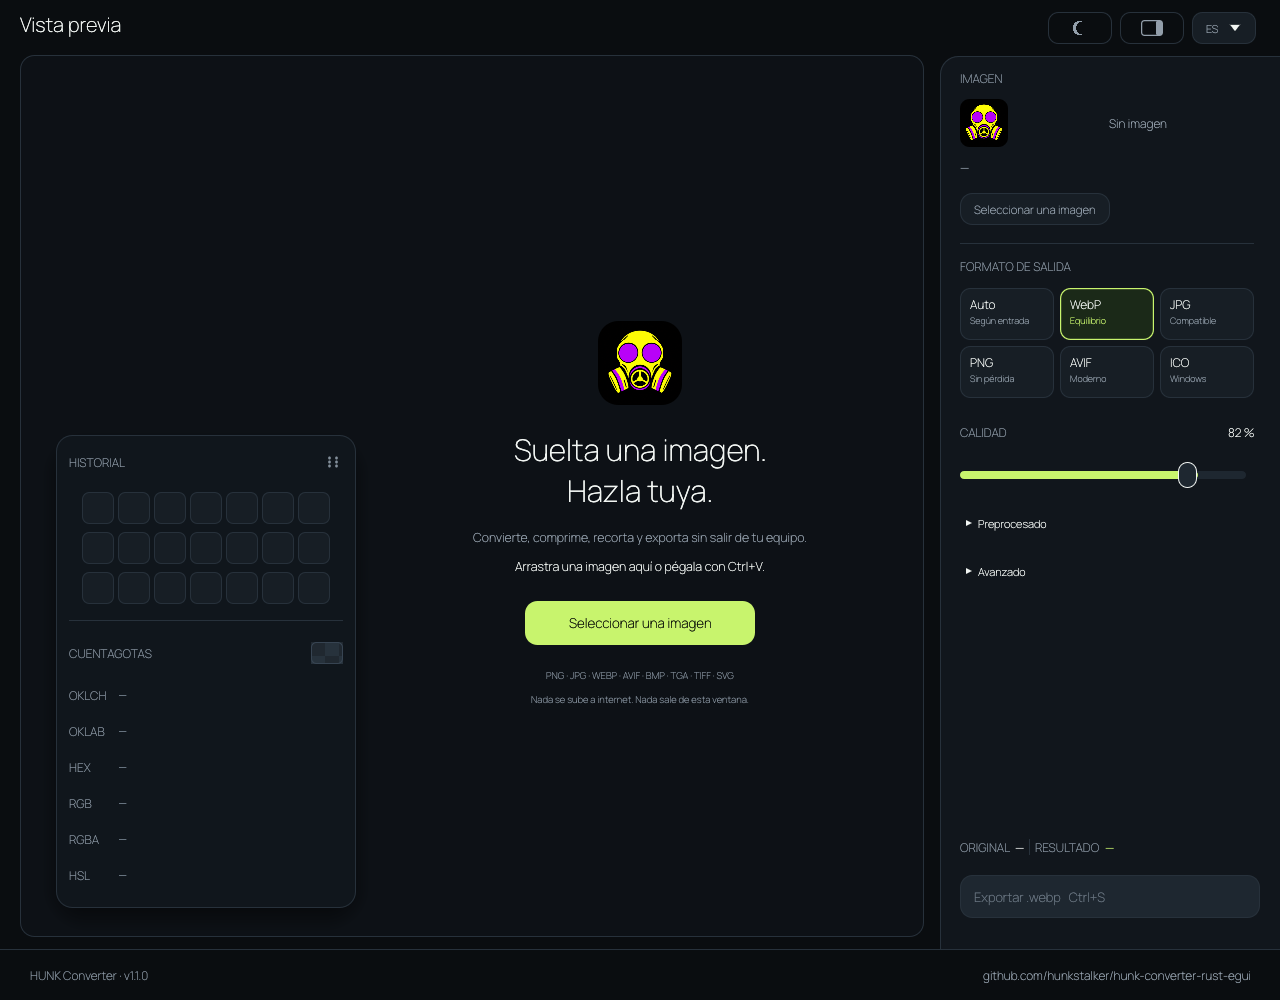 Vista previa
ES
IMAGEN
Sin imagen
—
Seleccionar una imagen
FORMATO DE SALIDA
Auto
Según entrada
WebP
Equilibrio
JPG
Compatible
PNG
Sin pérdida
AVIF
Moderno
ICO
Windows
CALIDAD
82 %
Preprocesado
Avanzado
ORIGINAL — RESULTADO —
Exportar .webp Ctrl+S
Suelta una imagen.
Hazla tuya.
Convierte, comprime, recorta y exporta sin salir de tu equipo.
Arrastra una imagen aquí o pégala con Ctrl+V.
Seleccionar una imagen
PNG · JPG · WEBP · AVIF · BMP · TGA · TIFF · SVG
Nada se sube a internet. Nada sale de esta ventana.
HISTORIAL
CUENTAGOTAS
OKLCH —
OKLAB —
HEX —
RGB —
RGBA —
HSL —
HUNK Converter · v1.1.0
github.com/hunkstalker/hunk-converter-rust-egui